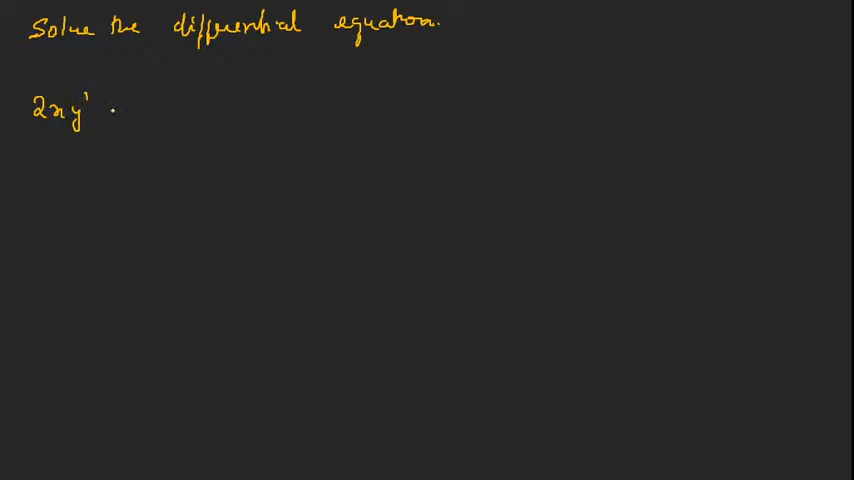 Solve the differential equation.
2xy'